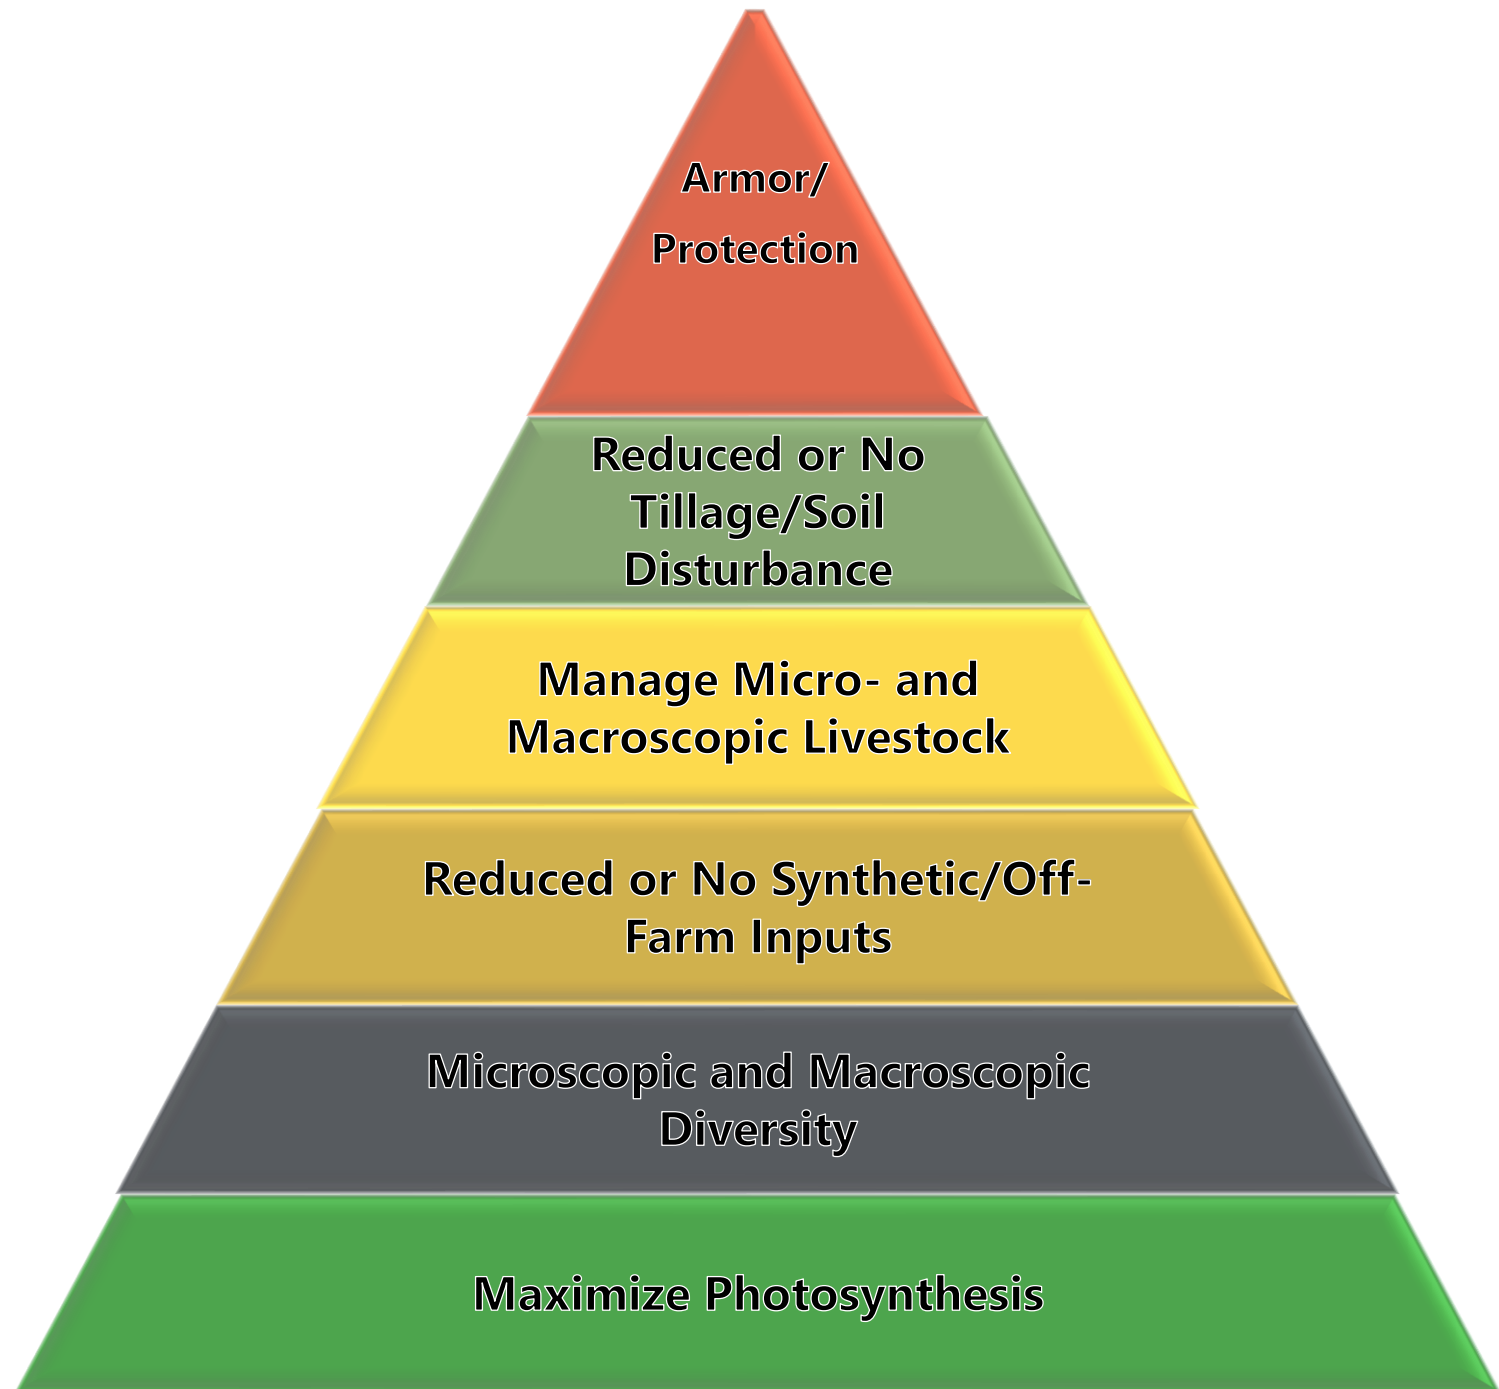 Armor/
Protection
Reduced or No
Tillage/Soil
Disturbance
Manage Micro- and
Macroscopic Livestock
Reduced or No Synthetic/Off-
Farm Inputs
Microscopic and Macroscopic
Diversity
Maximize Photosynthesis